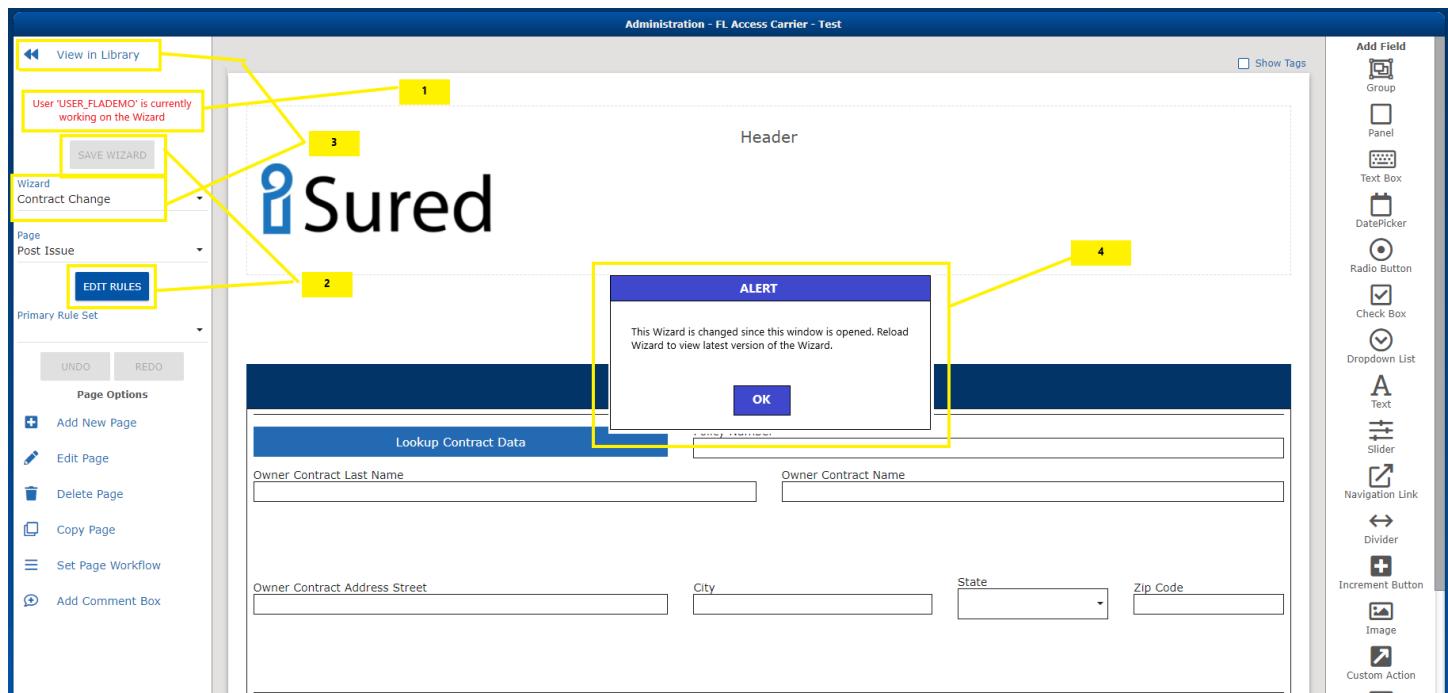 Administration - FL Access Carrier - Test
View in Library
User 'USER_FLADEMO' is currently
working on the Wizard
SAVE WIZARD
Wizard
Contract Change
Page
Post Issue
EDIT RULES
Primary Rule Set
UNDO REDO
Page Options
Add New Page
Edit Page
Delete Page
Copy Page
Set Page Workflow
Add Comment Box
1
3
2
4
Show Tags
Header
iSured
ALERT
This Wizard is changed since this window is opened. Reload
Wizard to view latest version of the Wizard.
OK
Lookup Contract Data
Policy Number
Owner Contract Last Name
Owner Contract Name
Owner Contract Address Street
City
State
Zip Code
Add Field
Group
Panel
Text Box
DatePicker
Radio Button
Check Box
Dropdown List
A
Text
Slider
Navigation Link
Divider
Increment Button
Image
Custom Action